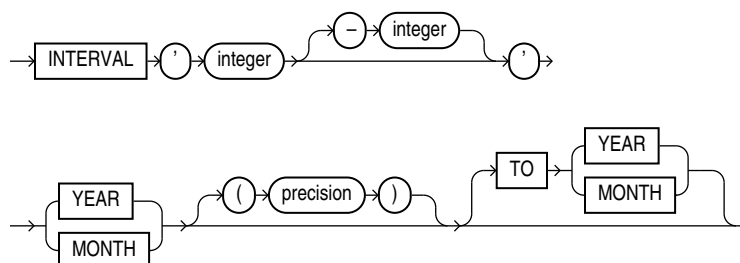 INTERVAL ' integer - integer '
YEAR
MONTH
( precision )
TO
YEAR
MONTH